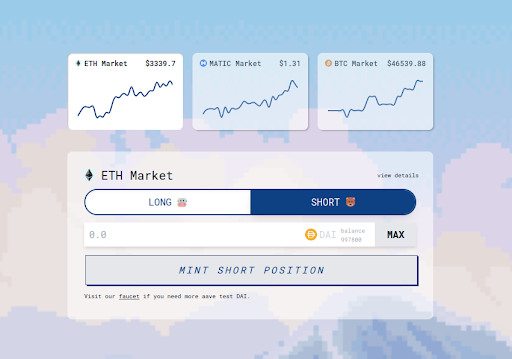 ETH Market $3339.7
MATIC Market $1.31
BTC Market $46539.88
ETH Market
view details
LONG
SHORT
0.0
DAI
balance
997800
MAX
MINT SHORT POSITION
Visit our faucet if you need more aave test DAI.